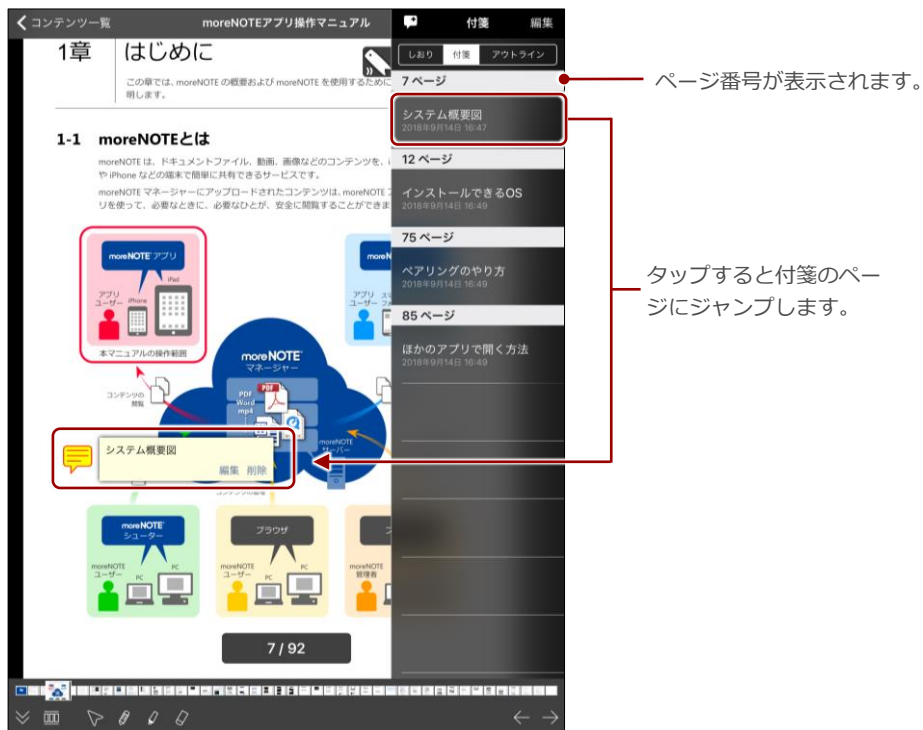 コンテンツ一覧
moreNOTEアプリ操作マニュアル
付箋
編集
1章 はじめに
この章では、moreNOTE の概要および moreNOTE を使用するために
明します。
1-1 moreNOTEとは
moreNOTE は、ドキュメントファイル、動画、画像などのコンテンツを、i
や iPhone などの端末で簡単に共有できるサービスです。
moreNOTE マネージャーにアップロードされたコンテンツは、moreNOTE ア
リを使って、必要なときに、必要なひとが、安全に閲覧することができま
moreNOTE アプリ
アプリ
ユーザー
iPhone
iPad
本マニュアルの操作範囲
moreN
アプリ
ユーザー
コンテンツの
閲覧
moreNOTE
マネージャー
PDF
Word
mp4
PDF
moreNOTE
サーバー
システム概要図
編集 削除
moreNOTE
シューター
moreNOTE
ユーザー
PC
PC
ブラウザ
moreNOTE
ユーザー
PC
PC
moreNOTE
管理者
PC
7 / 92
しおり
付箋
アウトライン
7 ページ
システム概要図
2018年9月14日 16:47
12 ページ
インストールできるOS
2018年9月14日 16:49
75 ページ
ペアリングのやり方
2018年9月14日 16:49
85 ページ
ほかのアプリで開く方法
2018年9月14日 16:49
ページ番号が表示されます。
タップすると付箋のペー
ジにジャンプします。